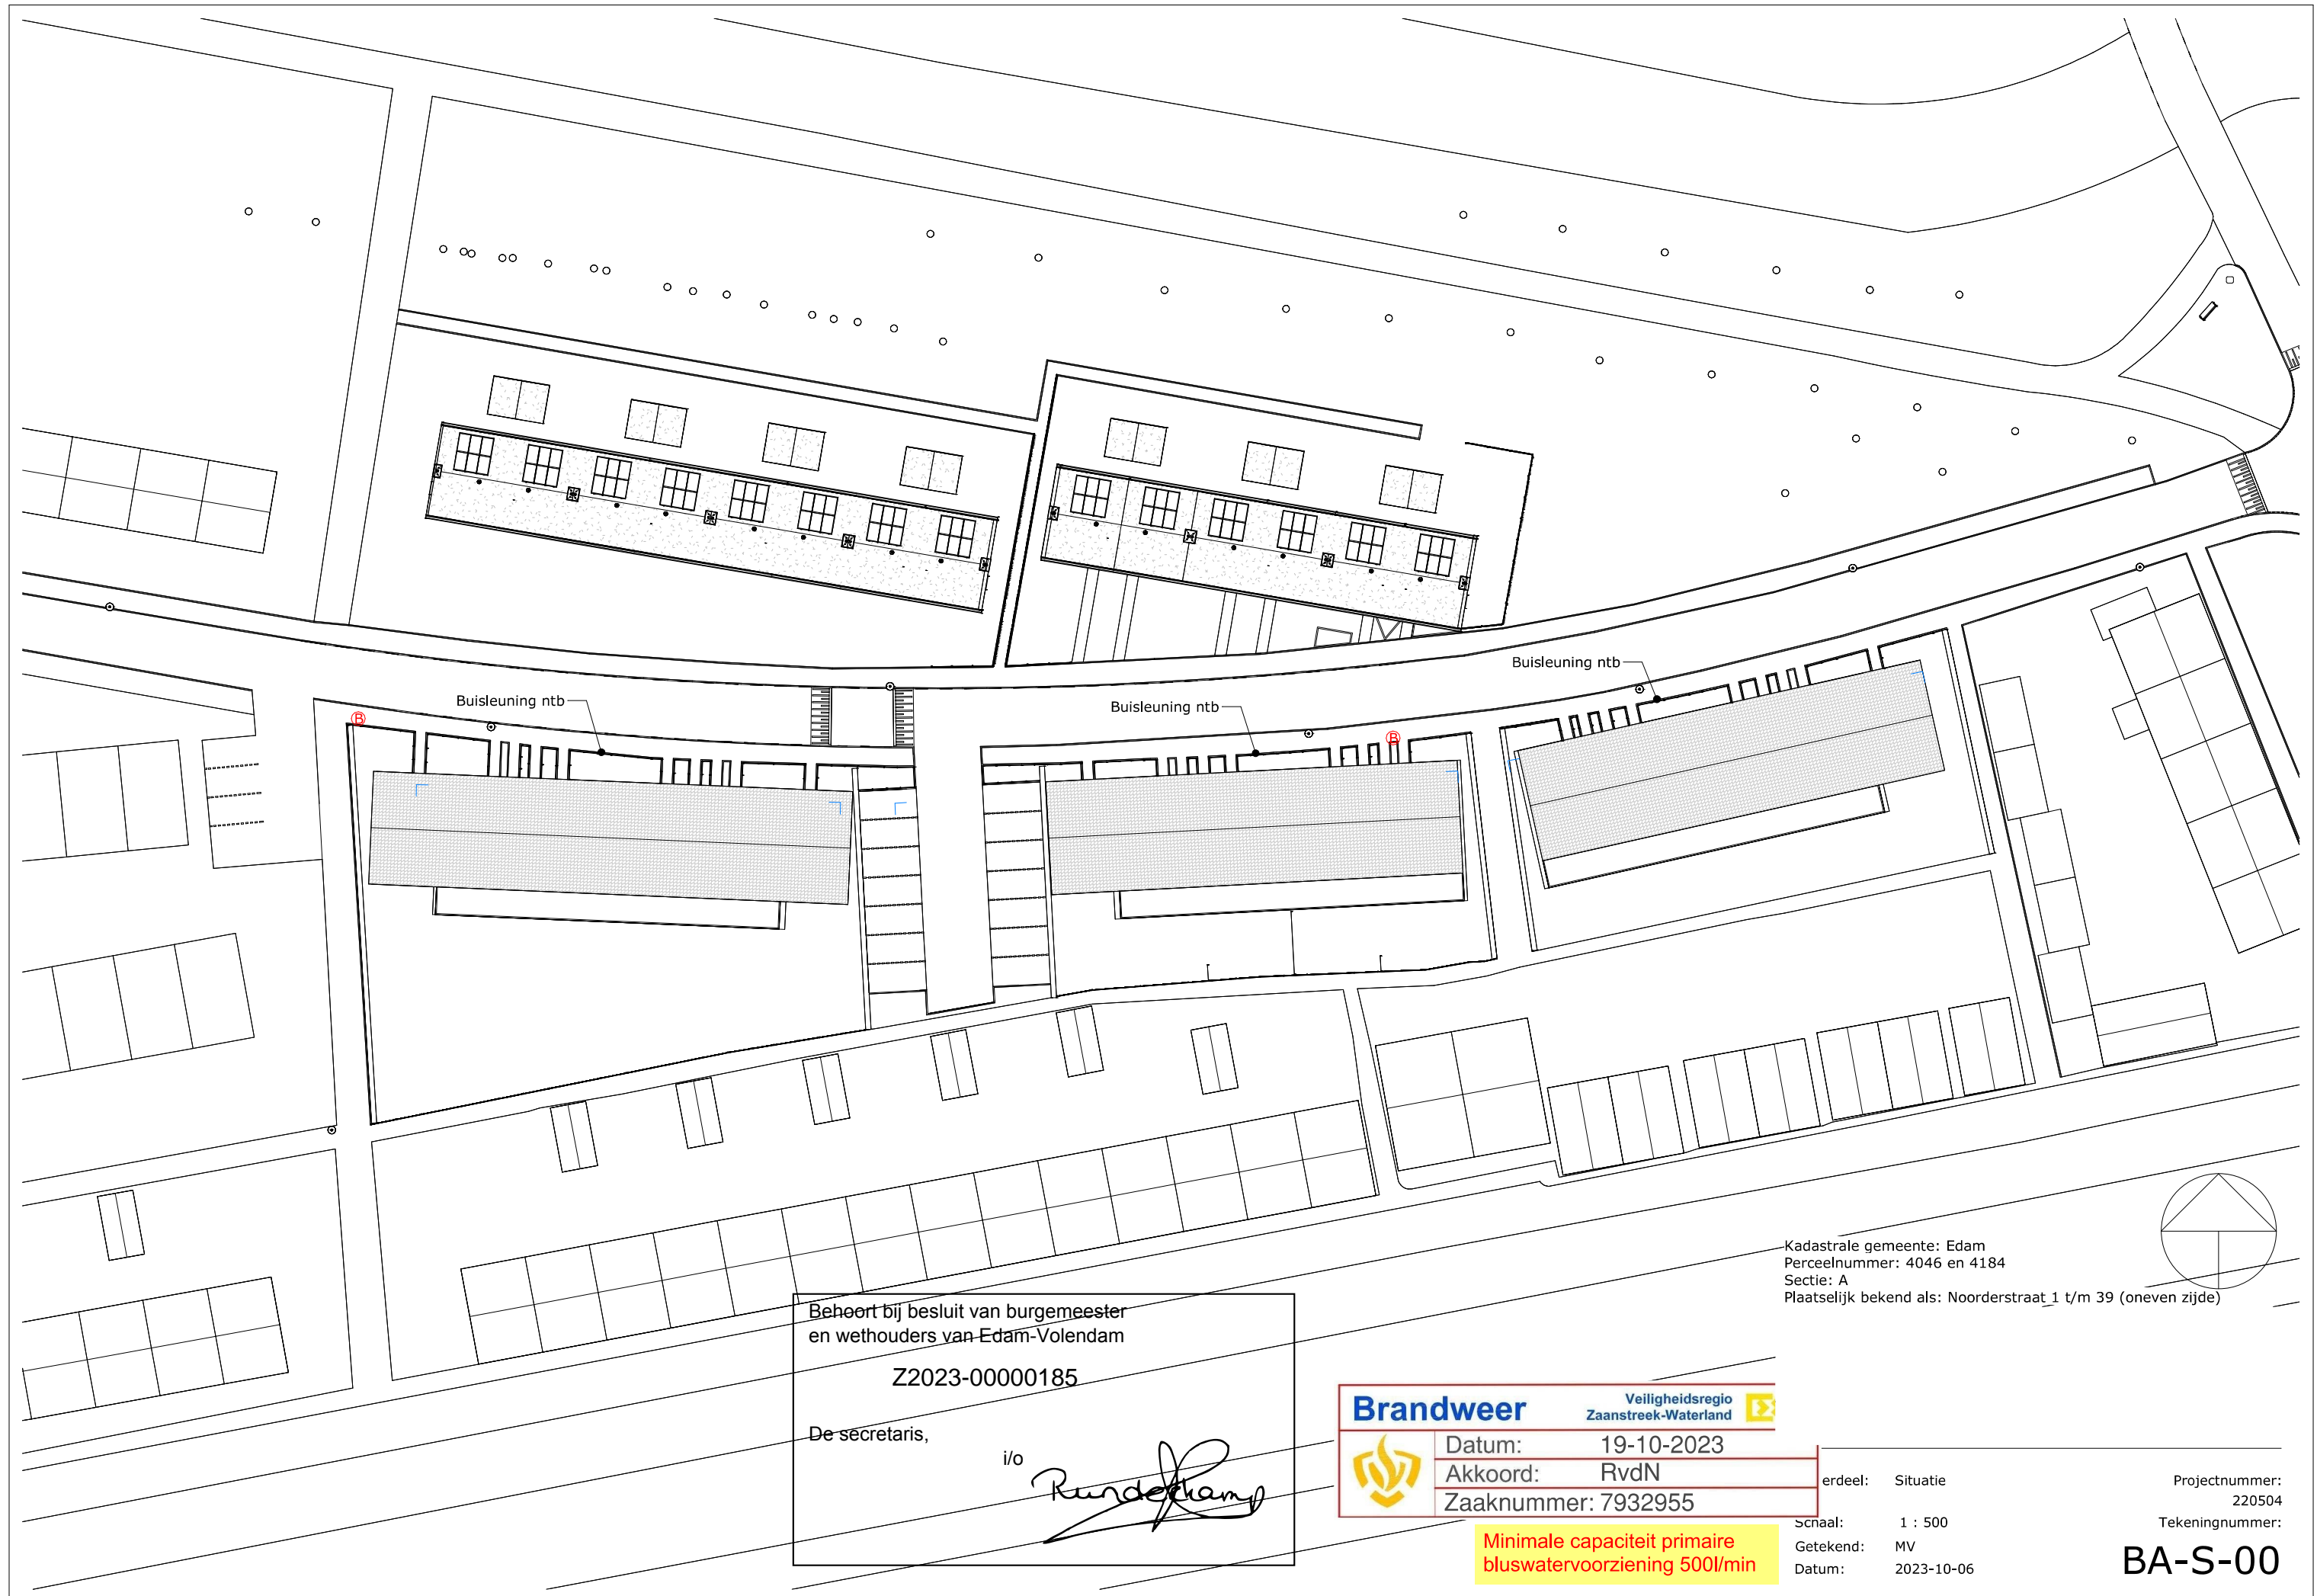 Buisleuning ntb
Buisleuning ntb
Buisleuning ntb
B
B
Kadastrale gemeente: Edam
Perceelnummer: 4046 en 4184
Sectie: A
Plaatselijk bekend als: Noorderstraat 1 t/m 39 (oneven zijde)
Behoort bij besluit van burgemeester
en wethouders van Edam-Volendam
Z2023-00000185
De secretaris,
i/o
Brandweer
Veiligheidsregio
Zaanstreek-Waterland
Datum: 19-10-2023
Akkoord: RvdN
Zaaknummer: 7932955
Minimale capaciteit primaire
bluswatervoorziening 500l/min
erdeel: Situatie
Schaal: 1 : 500
Getekend: MV
Datum: 2023-10-06
Projectnummer:
220504
Tekeningnummer:
BA-S-00